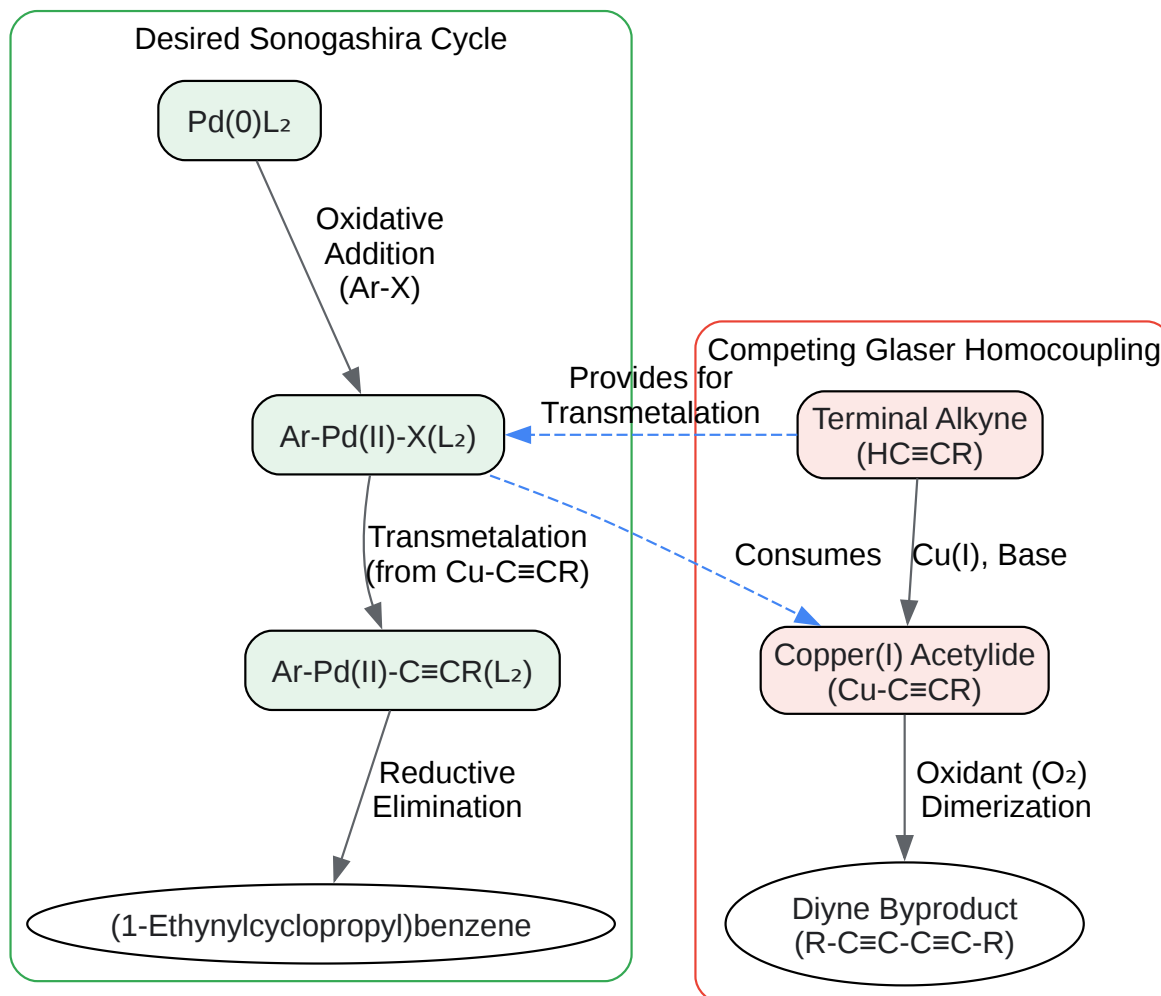 Desired Sonogashira Cycle
Pd(0)L₂
Oxidative
Addition
(Ar-X)
Ar-Pd(II)-X(L₂)
Transmetalation
(from Cu-C≡CR)
Ar-Pd(II)-C≡CR(L₂)
Reductive
Elimination
(1-Ethynylcyclopropyl)benzene
Competing Glaser Homocoupling
Provides for
Transmetalation
Terminal Alkyne
(HC≡CR)
Consumes
Cu(I), Base
Copper(I) Acetylide
(Cu-C≡CR)
Oxidant (O₂)
Dimerization
Diyne Byproduct
(R-C≡C-C≡C-R)